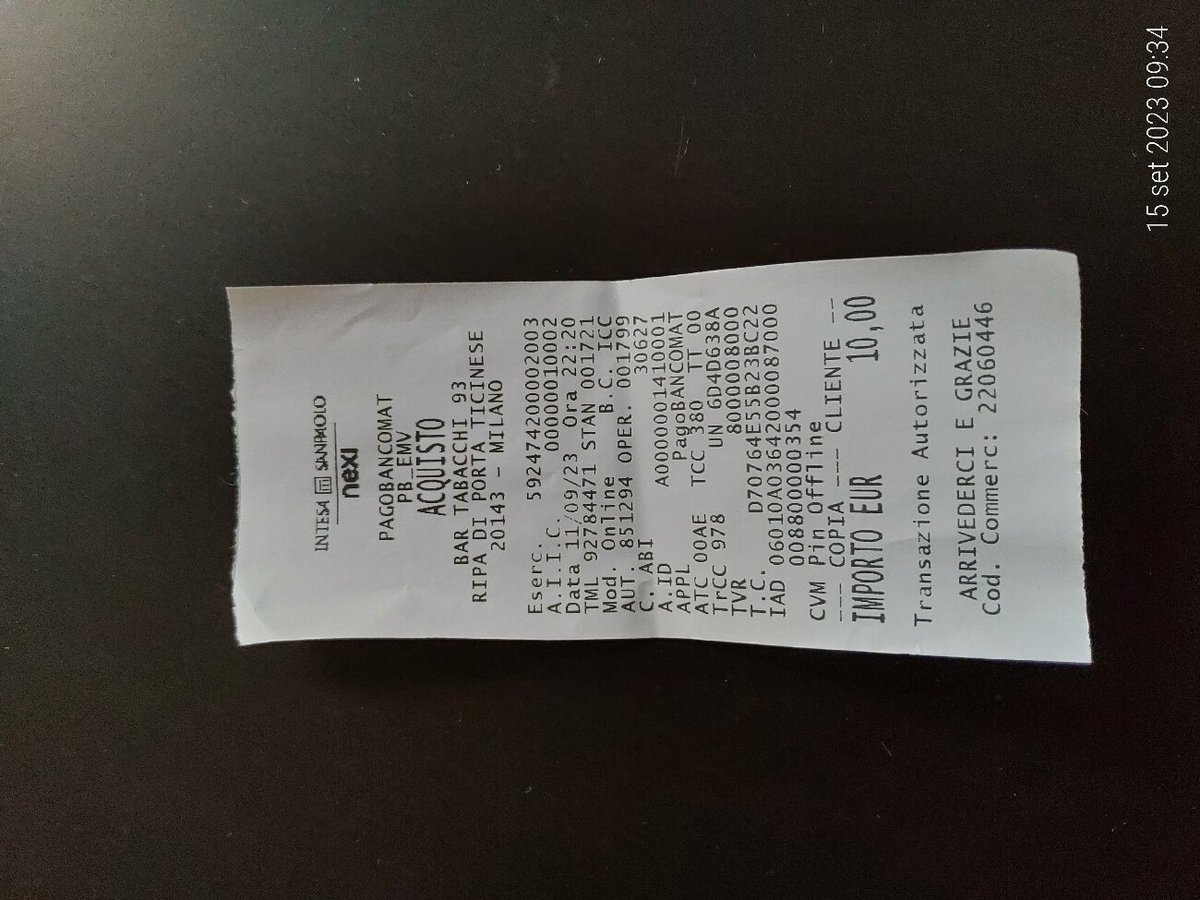 INTESA SANPAOLO
nexi
PAGOBANCOMAT
PB_EMV
ACQUISTO
BAR TABACCHI 93
RIPA DI PORTA TICINESE
20143 - MILANO
Eserc. 592474200002003
A.I.I.C. 00000010002
Data 11/09/23 Ora 22:20
TML 92784471 STAN 001721
Mod. Online B.C. ICC
AUT. 851294 OPER. 001799
C. ABI 30627
A.ID A0000001410001
APPL PagoBANCOMAT
ATC 00AE TCC 380 TT 00
TrCC 978 UN 6D4D638A
TVR 8000008000
T.C. D70764E55B23BC22
IAD 06010A03642000087000
00880000000354
CVM Pin Offline
--- COPIA --- CLIENTE --
IMPORTO EUR 10,00
Transazione Autorizzata
ARRIVEDERCI E GRAZIE
Cod. Commerc: 22060446
15 set 2023 09:34